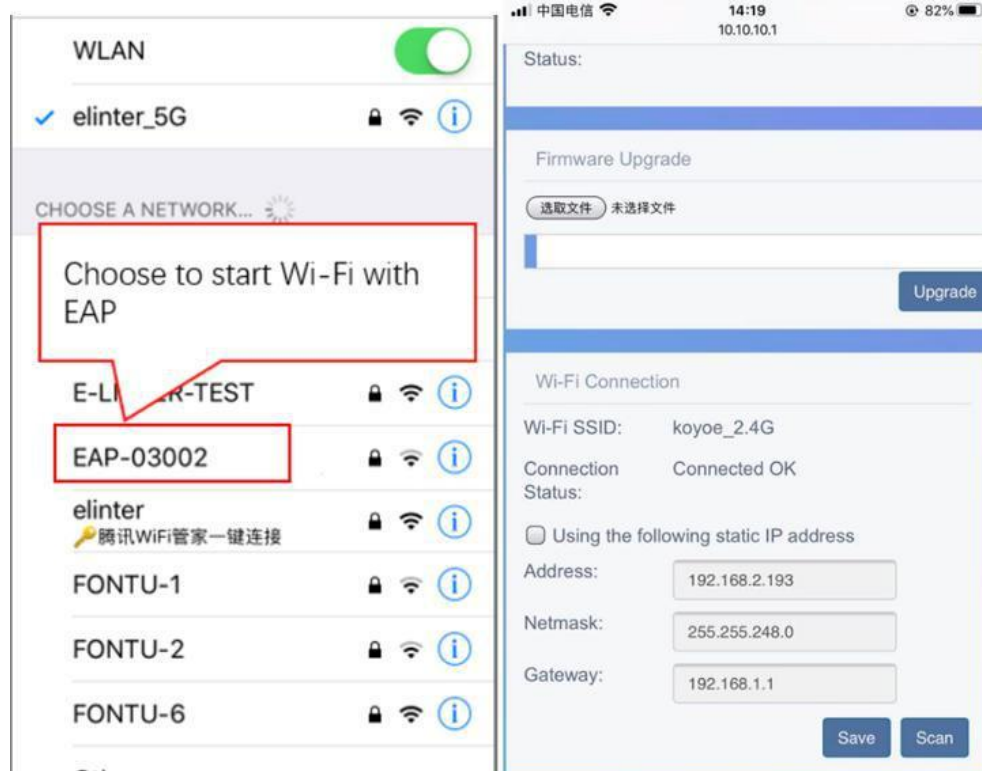 WLAN
elinter_5G
CHOOSE A NETWORK...
Choose to start Wi-Fi with
EAP
EAP-03002
elinter
🔑腾讯WiFi管家一键连接
FONTU-1
FONTU-2
FONTU-6
中国电信 14:19 82%
10.10.10.1
Status:
Firmware Upgrade
选取文件 未选择文件
Upgrade
Wi-Fi Connection
Wi-Fi SSID: koyoe_2.4G
Connection Connected OK
Status:
Using the following static IP address
Address: 192.168.2.193
Netmask: 255.255.248.0
Gateway: 192.168.1.1
Save Scan